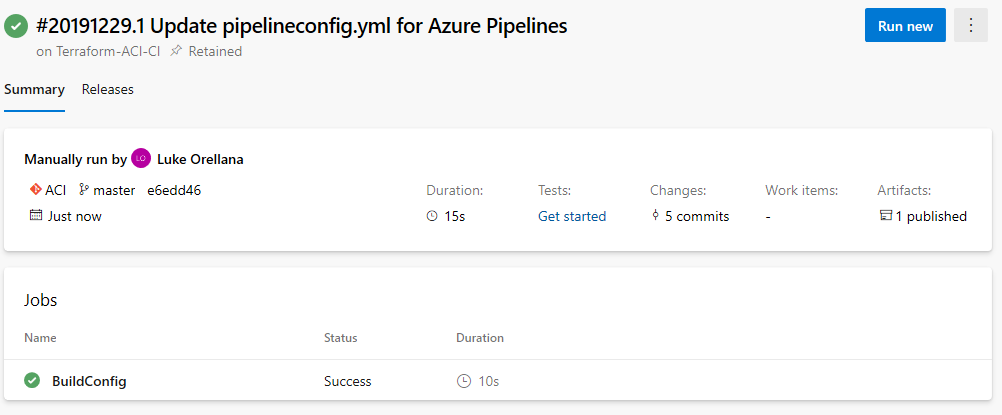 #20191229.1 Update pipelineconfig.yml for Azure Pipelines
on Terraform-ACI-CI Retained
Run new
Summary Releases
Manually run by LO Luke Orellana
ACI master e6edd46
Just now
Duration: Tests: Changes: Work items: Artifacts:
15s Get started 5 commits - 1 published
Jobs
Name Status Duration
BuildConfig Success 10s